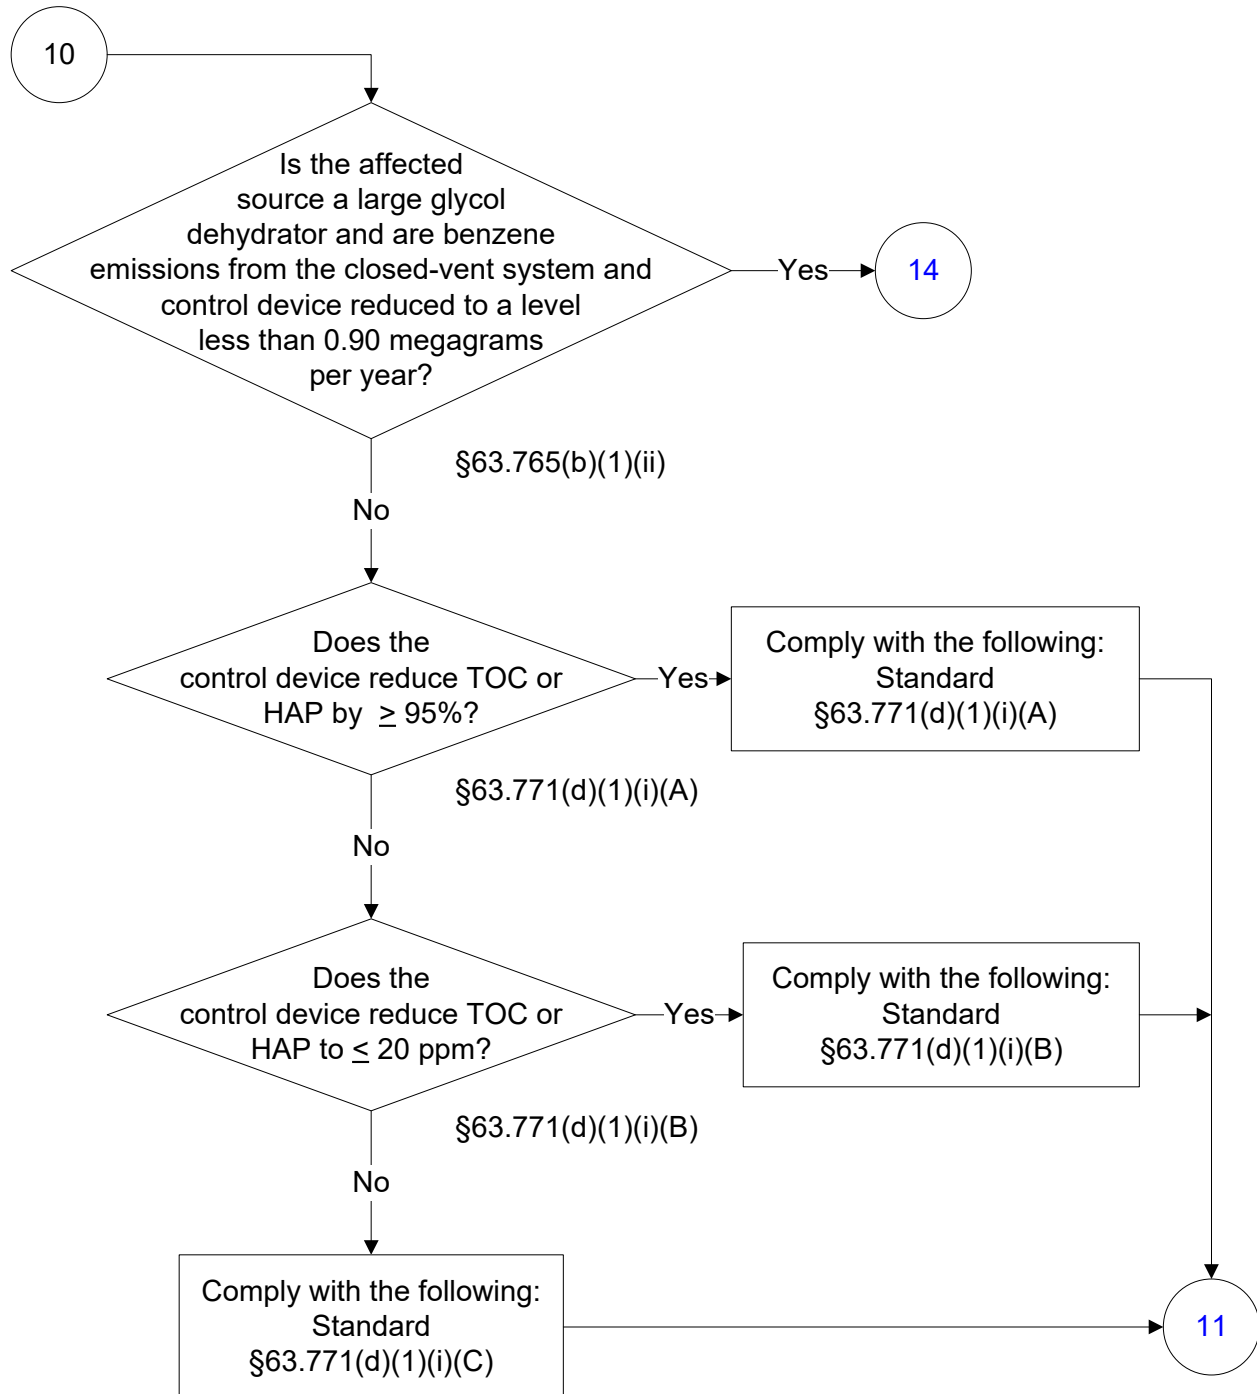 10
Is the affected
source a large glycol
dehydrator and are benzene
emissions from the closed-vent system and
control device reduced to a level
less than 0.90 megagrams
per year?
Yes
14
§63.765(b)(1)(ii)
No
Does the
control device reduce TOC or
HAP by ≥ 95%?
Yes
Comply with the following:
Standard
§63.771(d)(1)(i)(A)
§63.771(d)(1)(i)(A)
No
Does the
control device reduce TOC or
HAP to ≤ 20 ppm?
Yes
Comply with the following:
Standard
§63.771(d)(1)(i)(B)
§63.771(d)(1)(i)(B)
No
Comply with the following:
Standard
§63.771(d)(1)(i)(C)
11